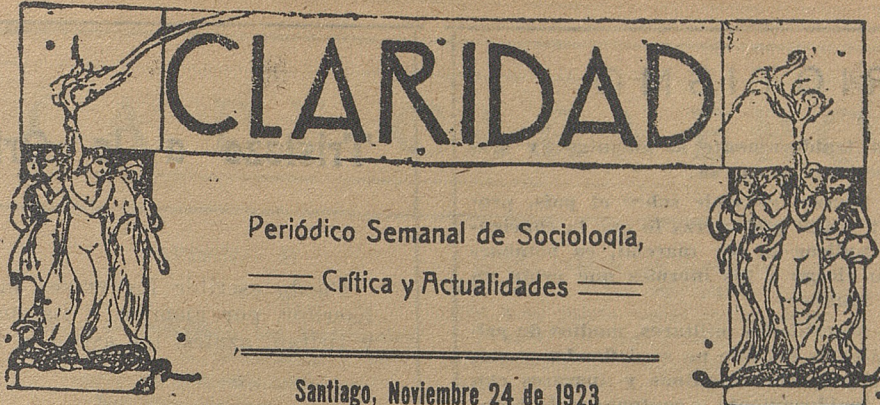 CLARIDAD
Periódico Semanal de Sociología,
Crítica y Actualidades
Santiago, Noviembre 24 de 1923